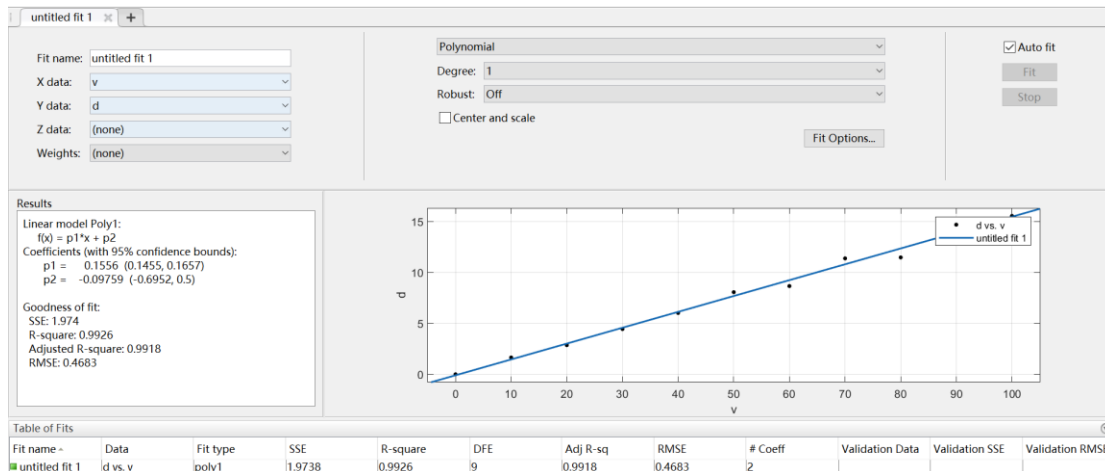 untitled fit 1
Fit name: untitled fit 1
X data: v
Y data: d
Z data: (none)
Weights: (none)
Polynomial
Degree: 1
Robust: Off
Center and scale
Fit Options...
Auto fit
Fit
Stop
Results
Linear model Poly1:
f(x) = p1*x + p2
Coefficients (with 95% confidence bounds):
p1 = 0.1556 (0.1455, 0.1657)
p2 = -0.09759 (-0.6952, 0.5)
Goodness of fit:
SSE: 1.974
R-square: 0.9926
Adjusted R-square: 0.9918
RMSE: 0.4683
15
10
5
0
d
0 10 20 30 40 50 60 70 80 90 100
v
d vs. v
untitled fit 1
Table of Fits
Fit name Data Fit type SSE R-square DFE Adj R-sq RMSE # Coeff Validation Data Validation SSE Validation RMSE
untitled fit 1 d vs. v poly1 1.9738 0.9926 9 0.9918 0.4683 2